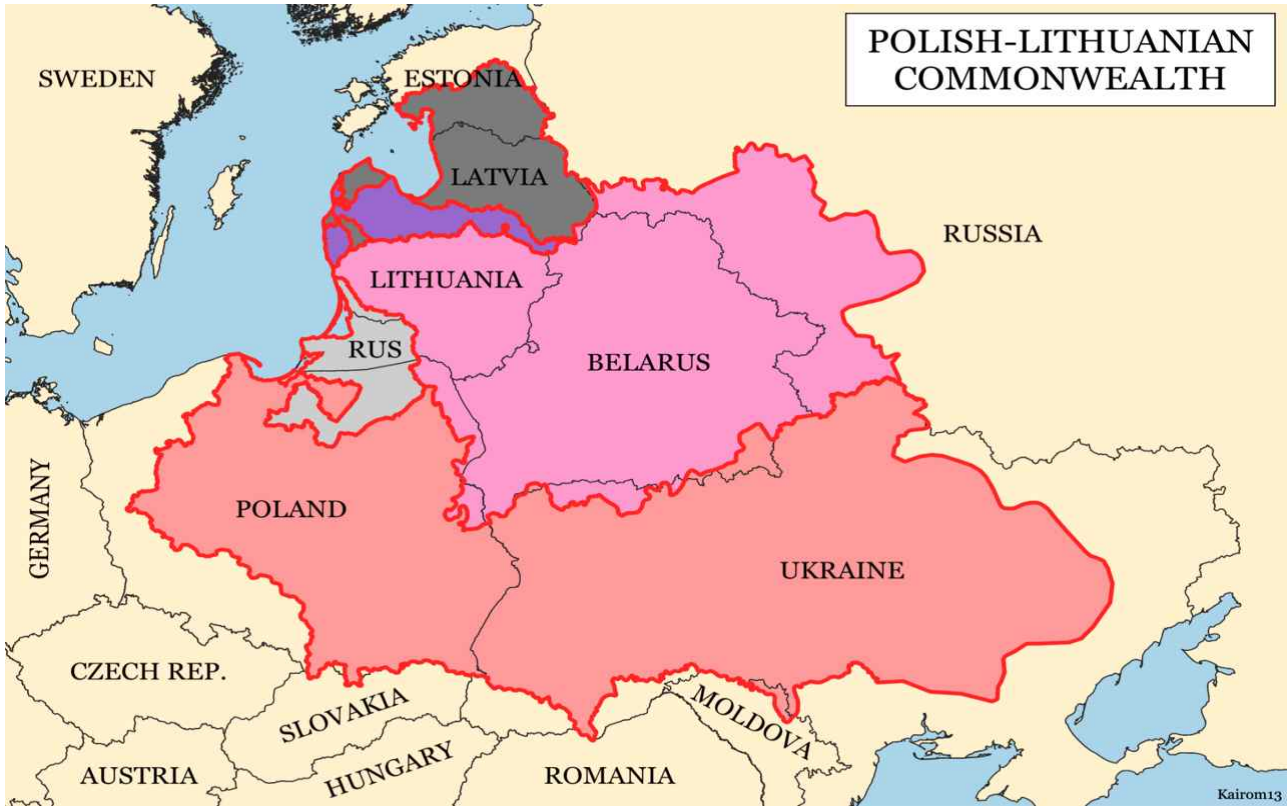 POLISH-LITHUANIAN
COMMONWEALTH
SWEDEN
ESTONIA
LATVIA
RUSSIA
LITHUANIA
RUS
BELARUS
GERMANY
POLAND
UKRAINE
CZECH REP.
SLOVAKIA
MOLDOVA
AUSTRIA
HUNGARY
ROMANIA
Kairom13